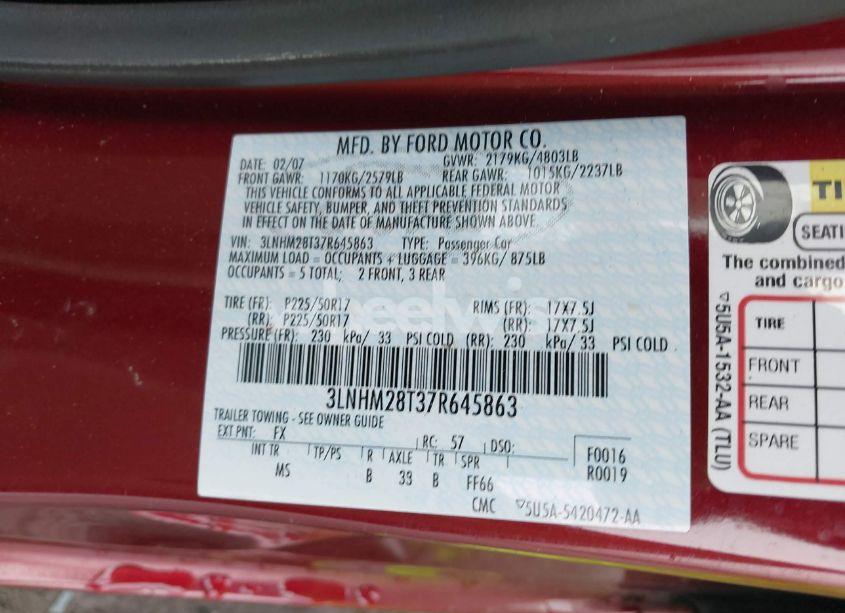 MFD. BY FORD MOTOR CO.
DATE: 02/07 GVWR: 2179KG/4803LB
FRONT GAWR: 1170KG/2579LB REAR GAWR: 1015KG/2237LB
THIS VEHICLE CONFORMS TO ALL APPLICABLE FEDERAL MOTOR
VEHICLE SAFETY, BUMPER, AND THEFT PREVENTION STANDARDS
IN EFFECT ON THE DATE OF MANUFACTURE SHOWN ABOVE.
VIN: 3LNHM28T37R645863 TYPE: Passenger Car
MAXIMUM LOAD = OCCUPANTS + LUGGAGE = 396KG/ 875LB
OCCUPANTS = 5 TOTAL; 2 FRONT, 3 REAR
TIRE (FR): P225/50R17 RIMS (FR): 17X7.5J
(RR): P225/50R17 (RR): 17X7.5J
PRESSURE (FR): 230 kPa/ 33 PSI COLD (RR): 230 kPa/ 33 PSI COLD
3LNHM28T37R645863
TRAILER TOWING - SEE OWNER GUIDE
EXT PNT: FX RC: 57 DSO: F0016
INT TR TP/PS R AXLE TR SPR R0019
MS B 33 B FF66
CMC 5U5A-5420472-AA
TI
SEATI
The combined
and cargo
TIRE
FRONT
REAR
SPARE
5U5A-1532-AA (TLU)